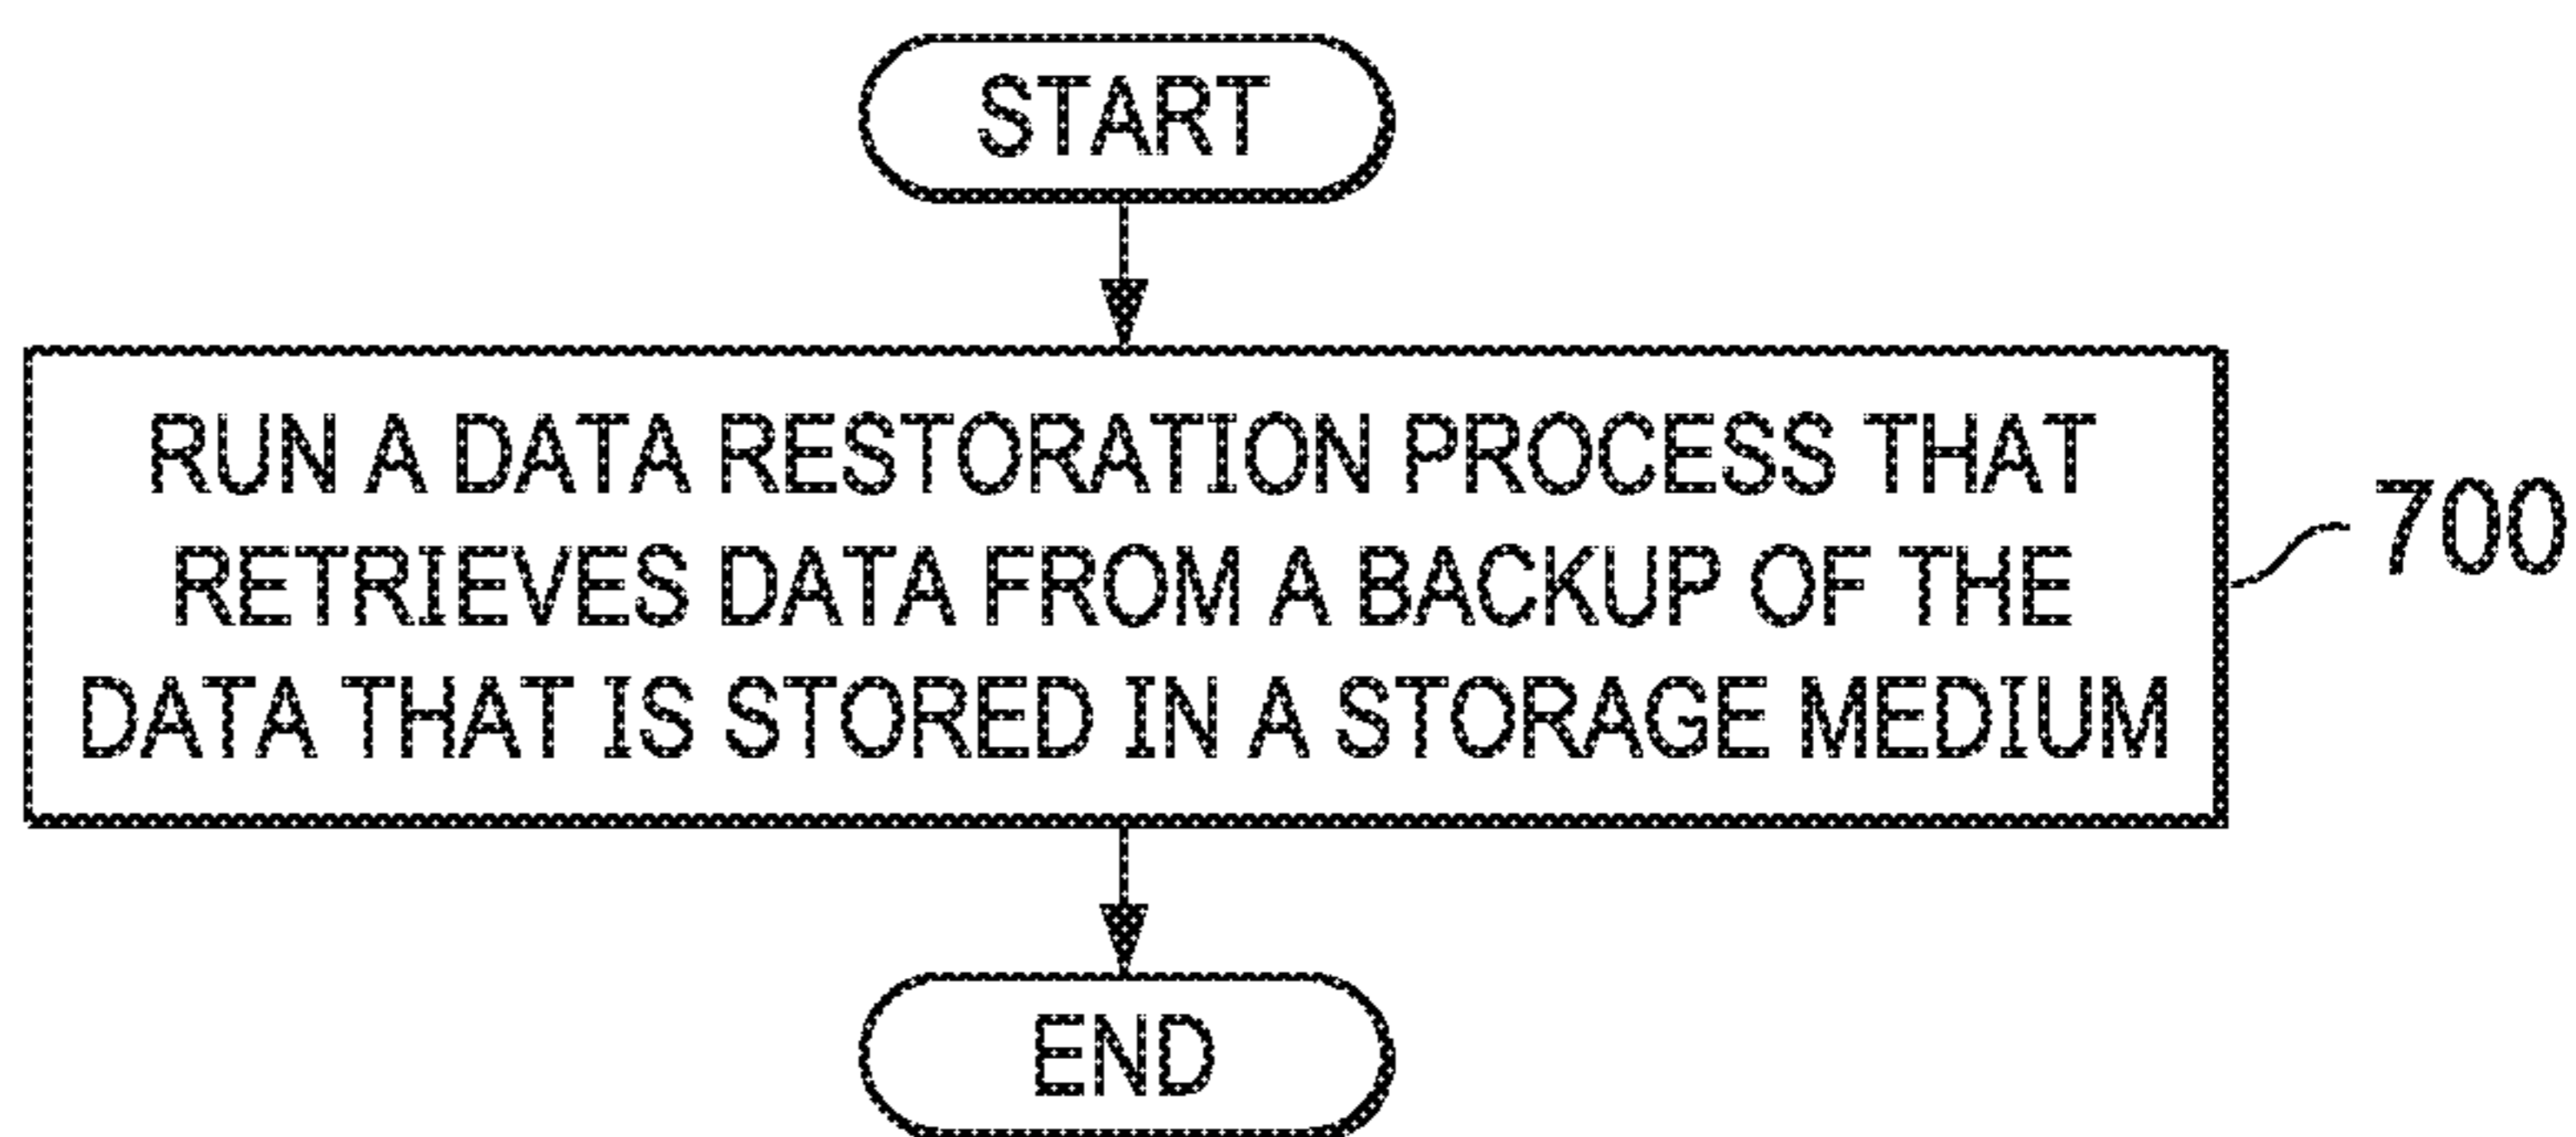 START
RUN A DATA RESTORATION PROCESS THAT
RETRIEVES DATA FROM A BACKUP OF THE
DATA THAT IS STORED IN A STORAGE MEDIUM
700
END